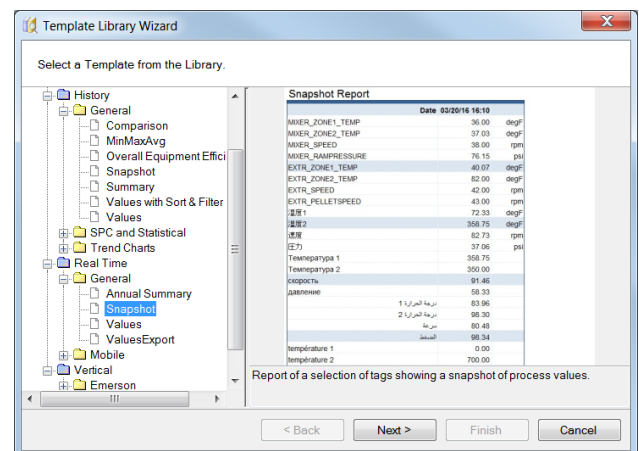 Template Library Wizard
Select a Template from the Library.
History
General
Comparison
MinMaxAvg
Overall Equipment Effici
Snapshot
Summary
Values with Sort & Filter
Values
SPC and Statistical
Trend Charts
Real Time
General
Annual Summary
Snapshot
Values
ValuesExport
Mobile
Vertical
Emerson
Snapshot Report
Date 03/20/16 16:10
MIXER_ZONE1_TEMP 36.00 degF
MIXER_ZONE2_TEMP 37.03 degF
MIXER_SPEED 38.00 rpm
MIXER_RAMPRESSURE 76.15 psi
EXTR_ZONE1_TEMP 40.07 degF
EXTR_ZONE2_TEMP 82.00 degF
EXTR_SPEED 42.00 rpm
EXTR_PELLETSPEED 43.00 rpm
温度1 72.33 degF
温度2 358.75 degF
速度 82.73 rpm
压力 37.06 psi
Температура 1 358.75
Температура 2 350.00
скорость 91.46
давление 58.33
درجة الحرارة 1 83.96
درجة الحرارة 2 98.30
سرعة 80.48
الضغط 98.34
température 1 0.00
température 2 700.00
Report of a selection of tags showing a snapshot of process values.
< Back Next > Finish Cancel